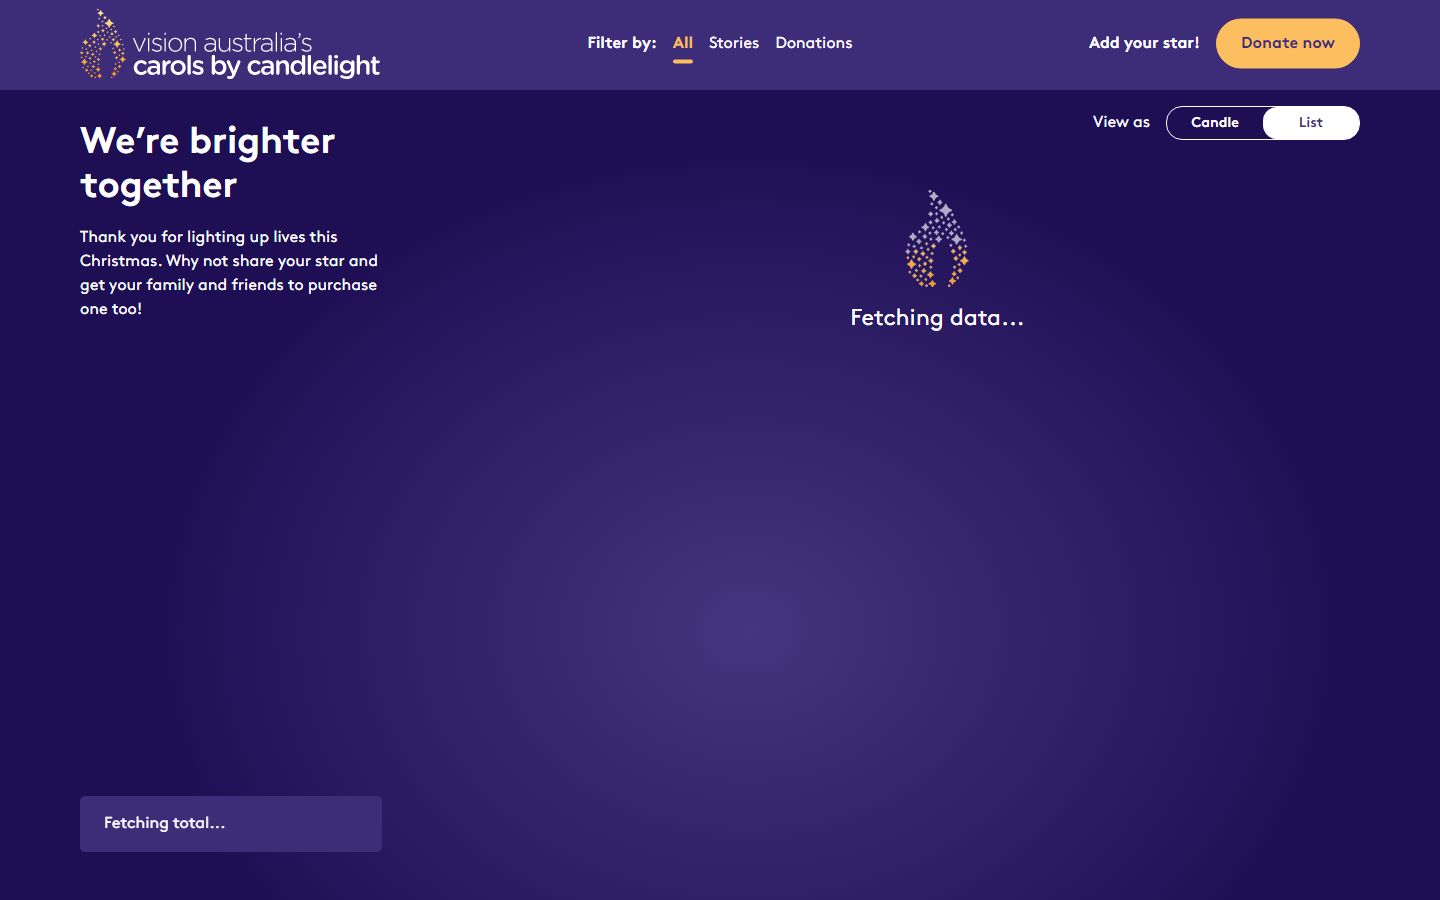 vision australia's
carols by candlelight
Filter by: All Stories Donations
Add your star! Donate now
View as Candle List
We're brighter
together
Thank you for lighting up lives this
Christmas. Why not share your star and
get your family and friends to purchase
one too!
Fetching data...
Fetching total...